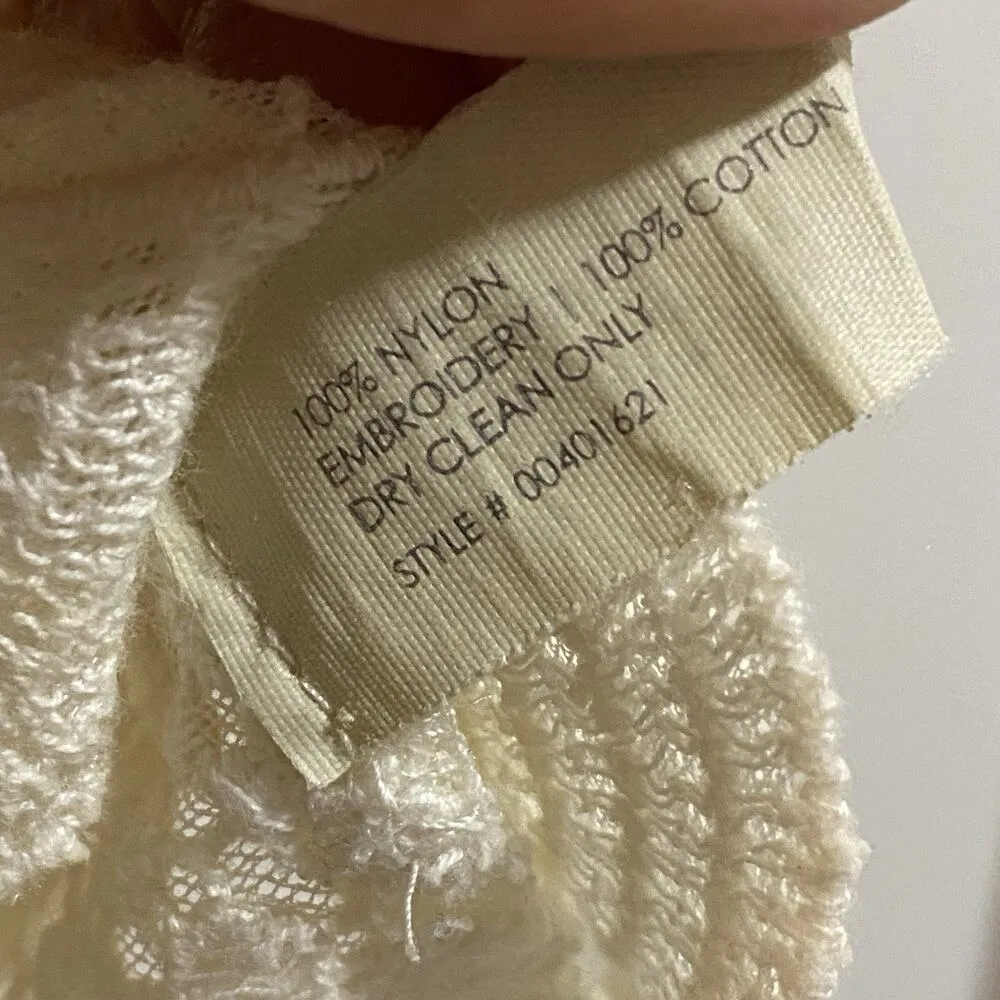 100% NYLON
EMBROIDERY | 100% COTTON
DRY CLEAN ONLY
STYLE # 00401621